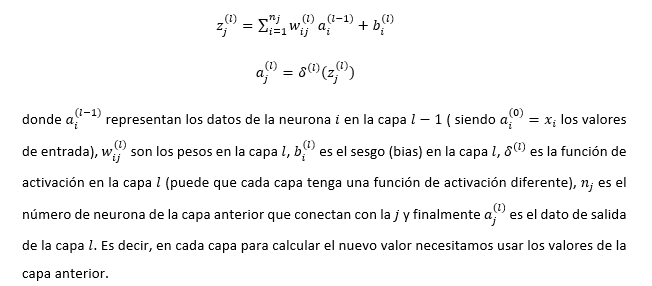 z_j^{(l)} = Σ_{i=1}^{n_j} w_{ij}^{(l)} a_i^{(l-1)} + b_i^{(l)}
a_j^{(l)} = δ^{(l)}(z_j^{(l)})
donde a_i^{(l-1)} representan los datos de la neurona i en la capa l − 1 ( siendo a_i^{(0)} = x_i los valores
de entrada), w_{ij}^{(l)} son los pesos en la capa l, b_i^{(l)} es el sesgo (bias) en la capa l, δ^{(l)} es la función de
activación en la capa l (puede que cada capa tenga una función de activación diferente), n_j es el
número de neurona de la capa anterior que conectan con la j y finalmente a_j^{(l)} es el dato de salida
de la capa l. Es decir, en cada capa para calcular el nuevo valor necesitamos usar los valores de la
capa anterior.